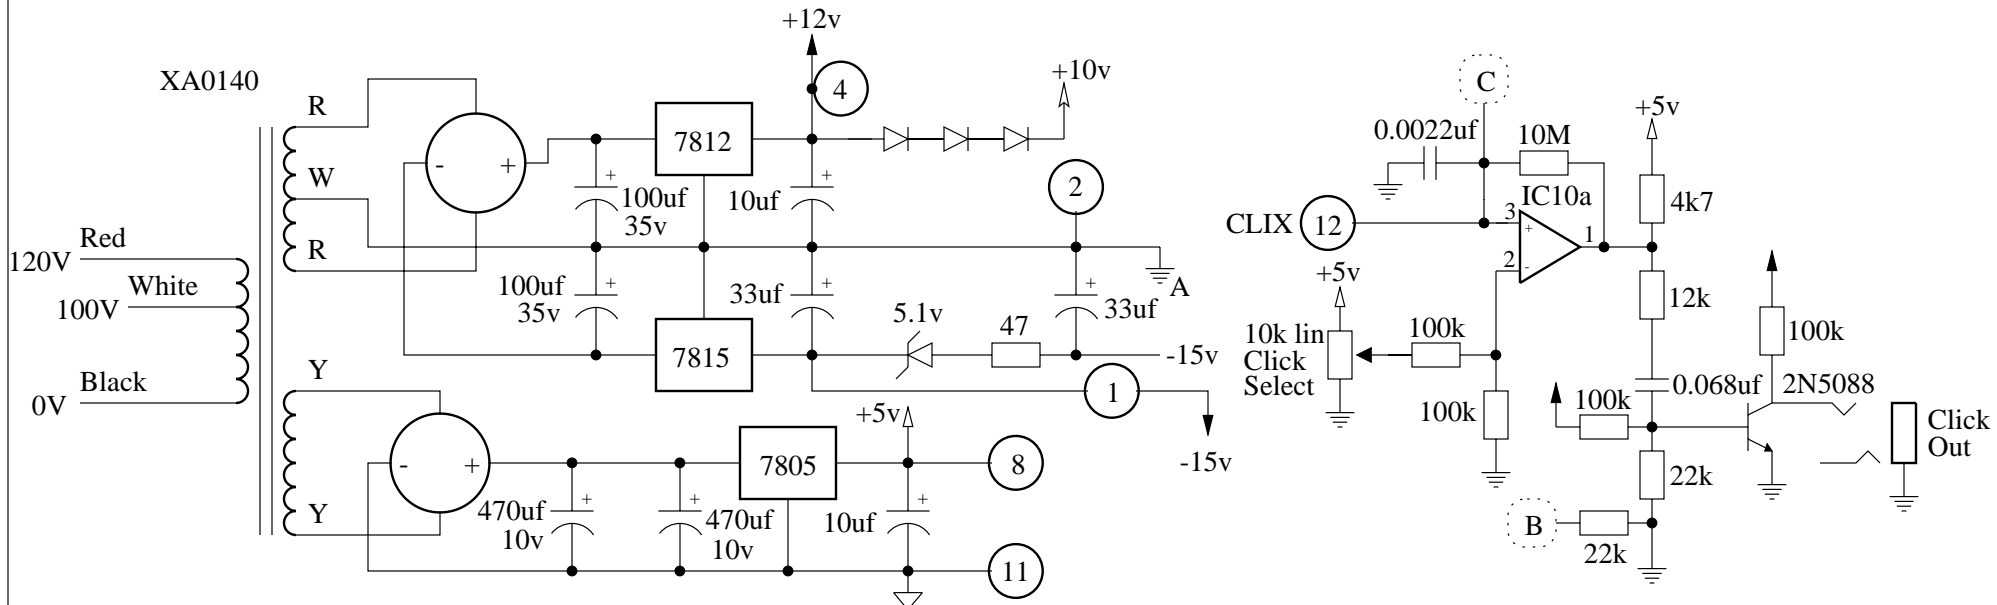 XA0140
R
W
R
Red
120V
White
100V
Black
0V
Y
Y
-
+
7812
+12v
4
+10v
+
100uf
35v
+
10uf
2
A
+
100uf
35v
+
33uf
7815
5.1v
47
+
33uf
-15v
1
-15v
-
+
+
470uf
10v
+
470uf
10v
7805
+5v
+
10uf
8
11
C
0.0022uf
10M
+5v
IC10a
4k7
CLIX
12
3
+
1
2
-
12k
+5v
10k lin
Click
Select
100k
100k
100k
0.068uf
2N5088
100k
Click
Out
22k
B
22k